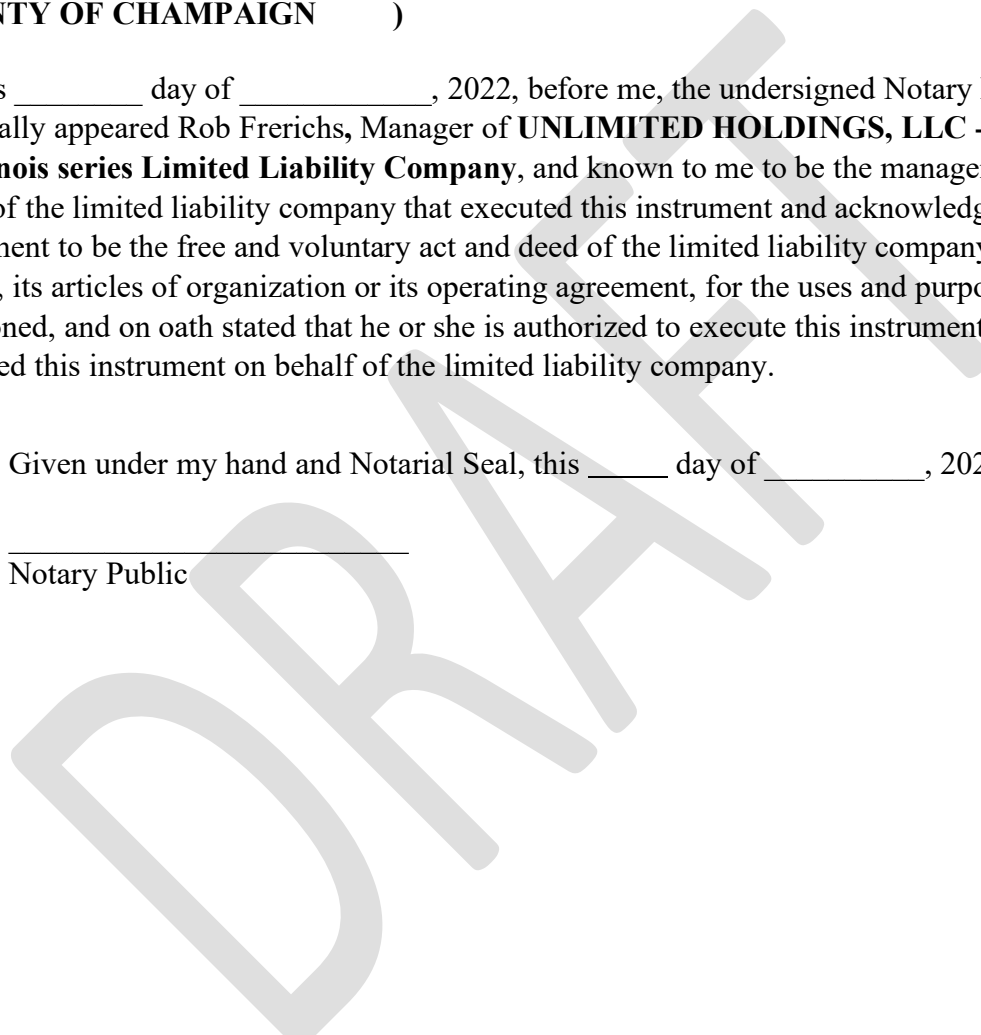 NTY OF CHAMPAIGN )
s ________ day of ____________, 2022, before me, the undersigned Notary
ally appeared Rob Frerichs, Manager of UNLIMITED HOLDINGS, LLC -
nois series Limited Liability Company, and known to me to be the manage
of the limited liability company that executed this instrument and acknowledg
ment to be the free and voluntary act and deed of the limited liability company
, its articles of organization or its operating agreement, for the uses and purpo
oned, and on oath stated that he or she is authorized to execute this instrument
ed this instrument on behalf of the limited liability company.
Given under my hand and Notarial Seal, this _____ day of __________, 202
_________________________
Notary Public
DRAFT